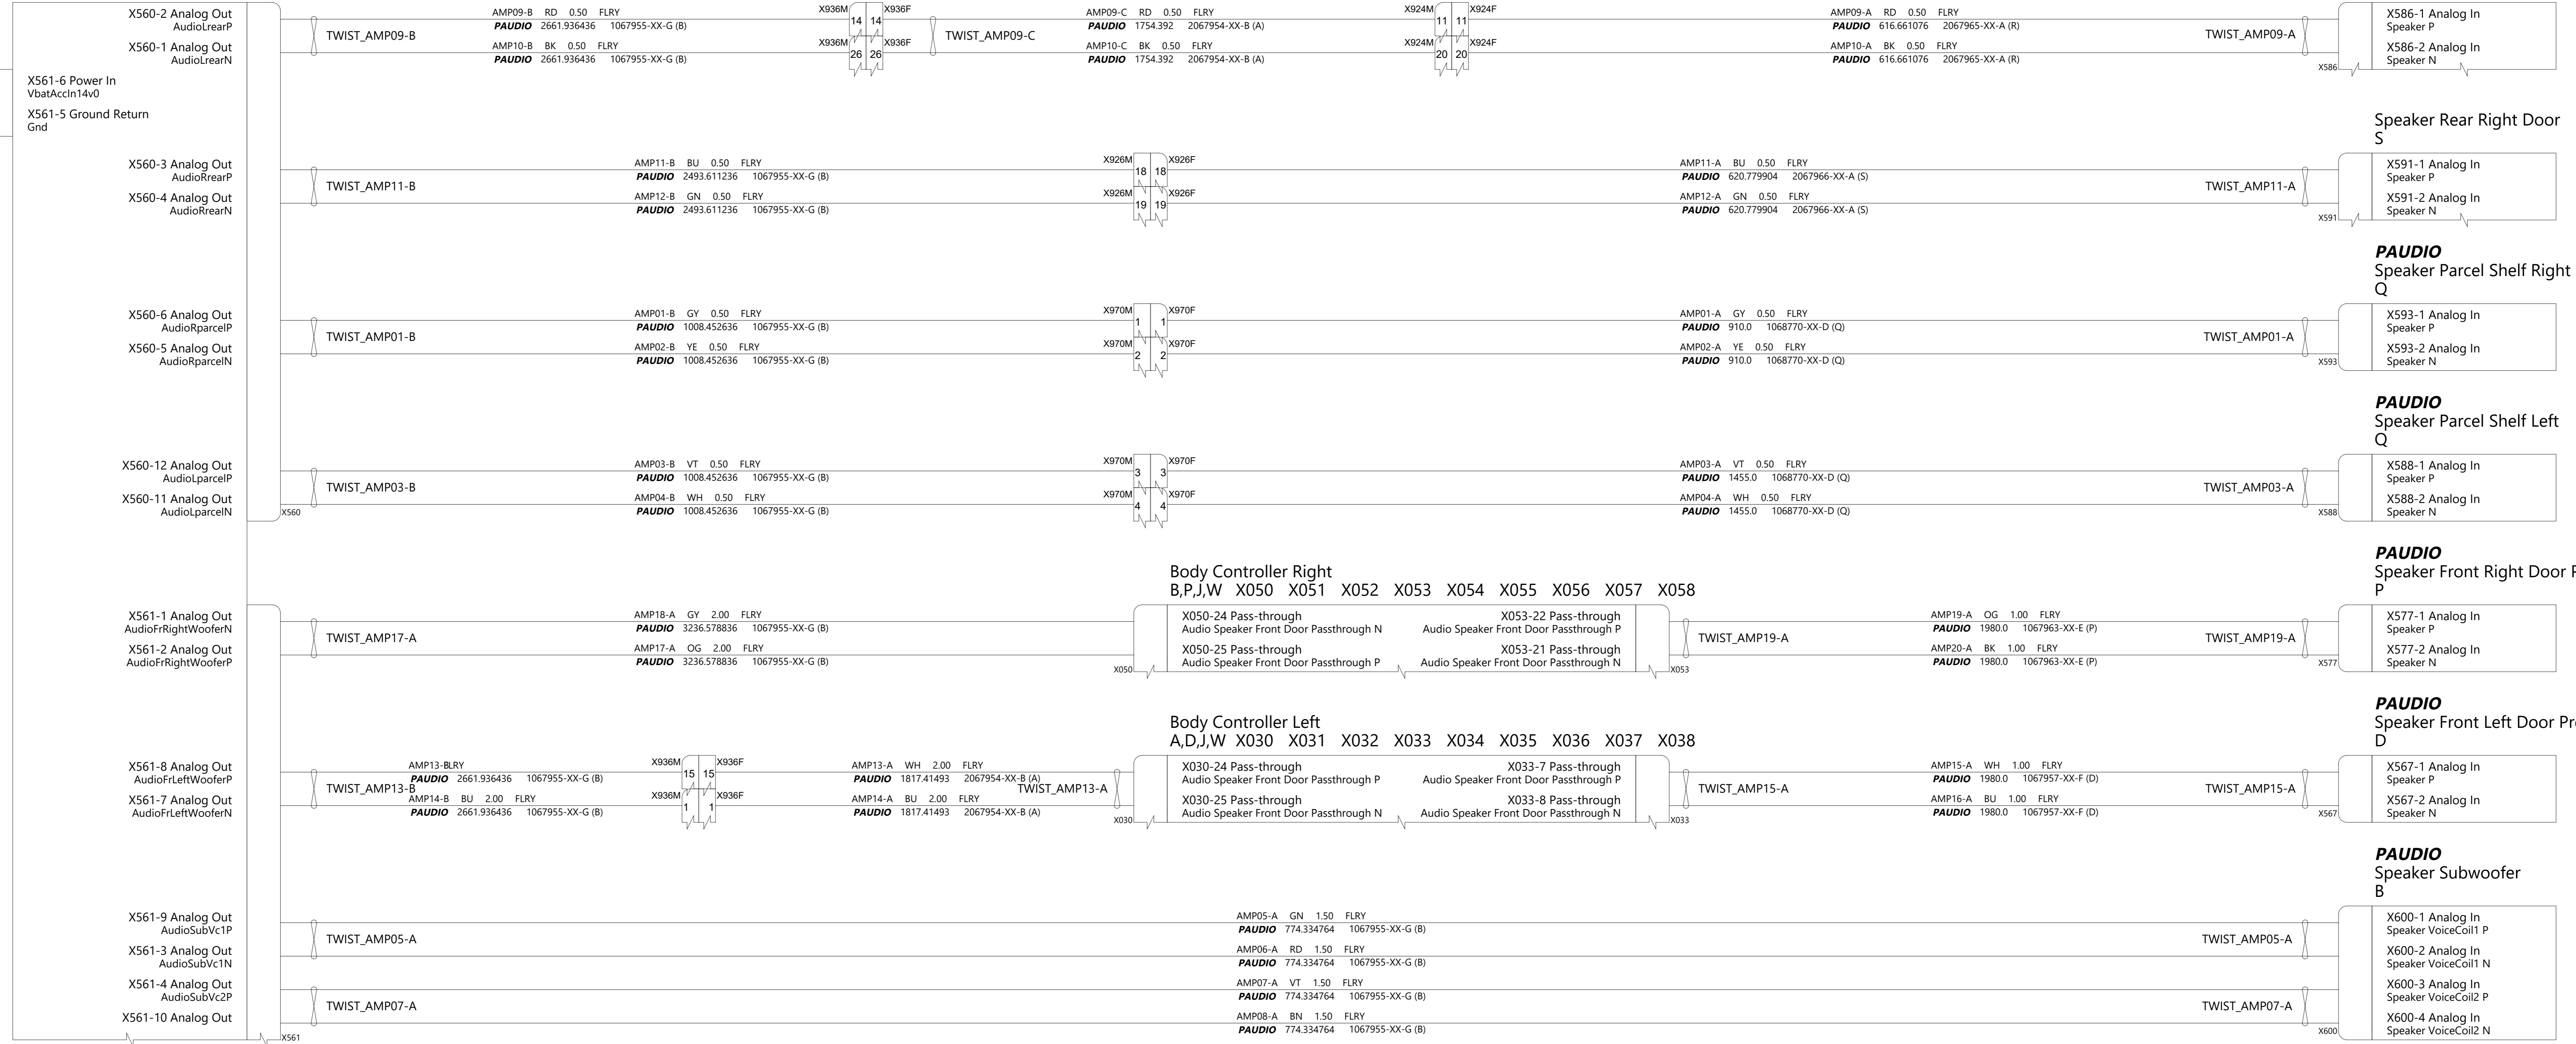 X560-2 Analog Out
AudioLrearP
X560-1 Analog Out
AudioLrearN
TWIST_AMP09-B
AMP09-B RD 0.50 FLRY
PAUDIO 2661.936436 1067955-XX-G (B)
AMP10-B BK 0.50 FLRY
PAUDIO 2661.936436 1067955-XX-G (B)
X936M 14 14 X936F
X936M 26 26 X936F
TWIST_AMP09-C
AMP09-C RD 0.50 FLRY
PAUDIO 1754.392 2067954-XX-B (A)
AMP10-C BK 0.50 FLRY
PAUDIO 1754.392 2067954-XX-B (A)
X924M 11 11 X924F
X924M 20 20 X924F
AMP09-A RD 0.50 FLRY
PAUDIO 616.661076 2067965-XX-A (R)
AMP10-A BK 0.50 FLRY
PAUDIO 616.661076 2067965-XX-A (R)
TWIST_AMP09-A
X586
X586-1 Analog In
Speaker P
X586-2 Analog In
Speaker N
X561-6 Power In
VbatAccIn14v0
X561-5 Ground Return
Gnd
Speaker Rear Right Door
S
X560-3 Analog Out
AudioRrearP
X560-4 Analog Out
AudioRrearN
TWIST_AMP11-B
AMP11-B BU 0.50 FLRY
PAUDIO 2493.611236 1067955-XX-G (B)
AMP12-B GN 0.50 FLRY
PAUDIO 2493.611236 1067955-XX-G (B)
X926M 18 18 X926F
X926M 19 19 X926F
AMP11-A BU 0.50 FLRY
PAUDIO 620.779904 2067966-XX-A (S)
AMP12-A GN 0.50 FLRY
PAUDIO 620.779904 2067966-XX-A (S)
TWIST_AMP11-A
X591
X591-1 Analog In
Speaker P
X591-2 Analog In
Speaker N
PAUDIO
Speaker Parcel Shelf Right
Q
X560-6 Analog Out
AudioRparcelP
X560-5 Analog Out
AudioRparcelN
TWIST_AMP01-B
AMP01-B GY 0.50 FLRY
PAUDIO 1008.452636 1067955-XX-G (B)
AMP02-B YE 0.50 FLRY
PAUDIO 1008.452636 1067955-XX-G (B)
X970M 1 1 X970F
X970M 2 2 X970F
AMP01-A GY 0.50 FLRY
PAUDIO 910.0 1068770-XX-D (Q)
AMP02-A YE 0.50 FLRY
PAUDIO 910.0 1068770-XX-D (Q)
TWIST_AMP01-A
X593
X593-1 Analog In
Speaker P
X593-2 Analog In
Speaker N
PAUDIO
Speaker Parcel Shelf Left
Q
X560-12 Analog Out
AudioLparcelP
X560-11 Analog Out
AudioLparcelN
X560
TWIST_AMP03-B
AMP03-B VT 0.50 FLRY
PAUDIO 1008.452636 1067955-XX-G (B)
AMP04-B WH 0.50 FLRY
PAUDIO 1008.452636 1067955-XX-G (B)
X970M 3 3 X970F
X970M 4 4 X970F
AMP03-A VT 0.50 FLRY
PAUDIO 1455.0 1068770-XX-D (Q)
AMP04-A WH 0.50 FLRY
PAUDIO 1455.0 1068770-XX-D (Q)
TWIST_AMP03-A
X588
X588-1 Analog In
Speaker P
X588-2 Analog In
Speaker N
PAUDIO
Speaker Front Right Door P
P
Body Controller Right
B,P,J,W X050 X051 X052 X053 X054 X055 X056 X057 X058
X561-1 Analog Out
AudioFrRightWooferN
X561-2 Analog Out
AudioFrRightWooferP
TWIST_AMP17-A
AMP18-A GY 2.00 FLRY
PAUDIO 3236.578836 1067955-XX-G (B)
AMP17-A OG 2.00 FLRY
PAUDIO 3236.578836 1067955-XX-G (B)
X050
X050-24 Pass-through
Audio Speaker Front Door Passthrough N
X050-25 Pass-through
Audio Speaker Front Door Passthrough P
X053-22 Pass-through
Audio Speaker Front Door Passthrough P
X053-21 Pass-through
Audio Speaker Front Door Passthrough N
X053
TWIST_AMP19-A
AMP19-A OG 1.00 FLRY
PAUDIO 1980.0 1067963-XX-E (P)
AMP20-A BK 1.00 FLRY
PAUDIO 1980.0 1067963-XX-E (P)
TWIST_AMP19-A
X577
X577-1 Analog In
Speaker P
X577-2 Analog In
Speaker N
PAUDIO
Speaker Front Left Door Pr
D
Body Controller Left
A,D,J,W X030 X031 X032 X033 X034 X035 X036 X037 X038
X561-8 Analog Out
AudioFrLeftWooferP
X561-7 Analog Out
AudioFrLeftWooferN
TWIST_AMP13-B
AMP13-BLRY
PAUDIO 2661.936436 1067955-XX-G (B)
AMP14-B BU 2.00 FLRY
PAUDIO 2661.936436 1067955-XX-G (B)
X936M 15 15 X936F
X936M 1 1 X936F
AMP13-A WH 2.00 FLRY
PAUDIO 1817.41493 2067954-XX-B (A)
AMP14-A BU 2.00 FLRY
PAUDIO 1817.41493 2067954-XX-B (A)
TWIST_AMP13-A
X030
X030-24 Pass-through
Audio Speaker Front Door Passthrough P
X030-25 Pass-through
Audio Speaker Front Door Passthrough N
X033-7 Pass-through
Audio Speaker Front Door Passthrough P
X033-8 Pass-through
Audio Speaker Front Door Passthrough N
X033
TWIST_AMP15-A
AMP15-A WH 1.00 FLRY
PAUDIO 1980.0 1067957-XX-F (D)
AMP16-A BU 1.00 FLRY
PAUDIO 1980.0 1067957-XX-F (D)
TWIST_AMP15-A
X567
X567-1 Analog In
Speaker P
X567-2 Analog In
Speaker N
PAUDIO
Speaker Subwoofer
B
X561-9 Analog Out
AudioSubVc1P
X561-3 Analog Out
AudioSubVc1N
X561-4 Analog Out
AudioSubVc2P
X561-10 Analog Out
X561
TWIST_AMP05-A
TWIST_AMP07-A
AMP05-A GN 1.50 FLRY
PAUDIO 774.334764 1067955-XX-G (B)
AMP06-A RD 1.50 FLRY
PAUDIO 774.334764 1067955-XX-G (B)
AMP07-A VT 1.50 FLRY
PAUDIO 774.334764 1067955-XX-G (B)
AMP08-A BN 1.50 FLRY
PAUDIO 774.334764 1067955-XX-G (B)
TWIST_AMP05-A
TWIST_AMP07-A
X600
X600-1 Analog In
Speaker VoiceCoil1 P
X600-2 Analog In
Speaker VoiceCoil1 N
X600-3 Analog In
Speaker VoiceCoil2 P
X600-4 Analog In
Speaker VoiceCoil2 N